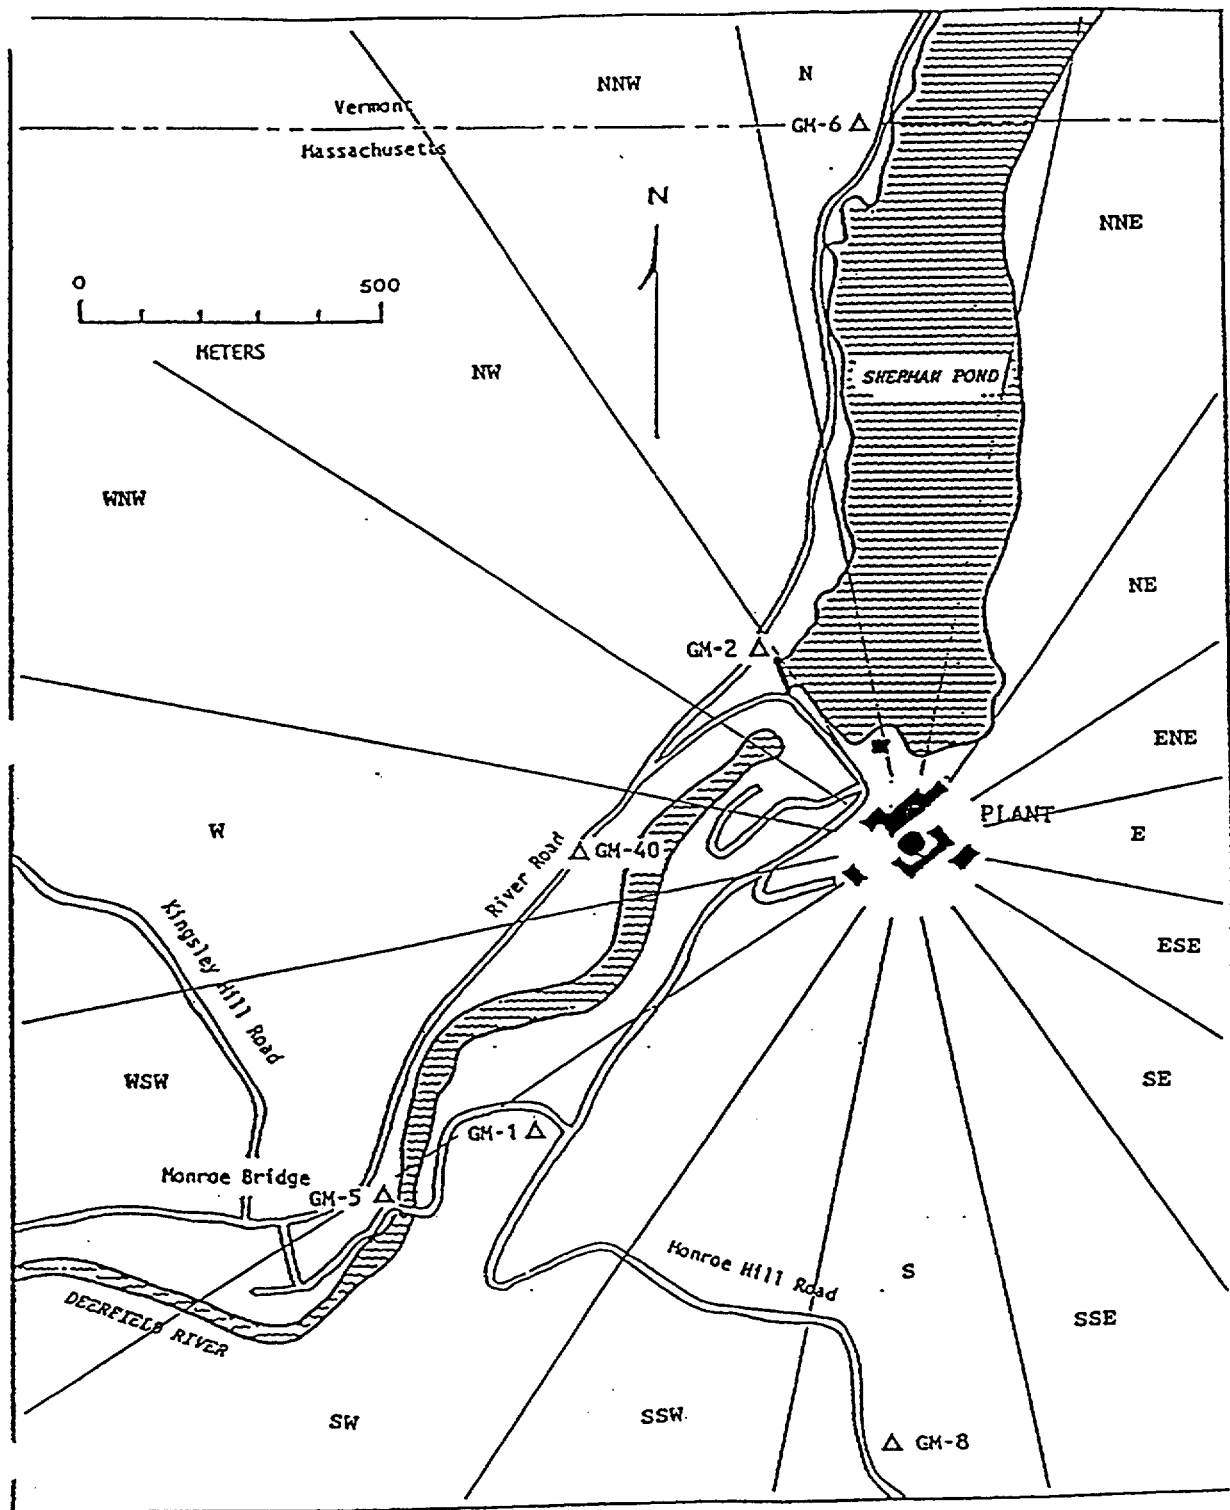 NNW
N
Vermont
GM-6
Massachusetts
N
NNE
0
500
METERS
NW
SHERMAN POND
WNW
NE
GM-2
ENE
PLANT
W
E
River Road
GM-40
Kingsley Hill Road
ESE
WSW
SE
GM-1
Monroe Bridge
GM-5
Monroe Hill Road
S
DEERFIELD RIVER
SSE
SW
SSW
GM-8